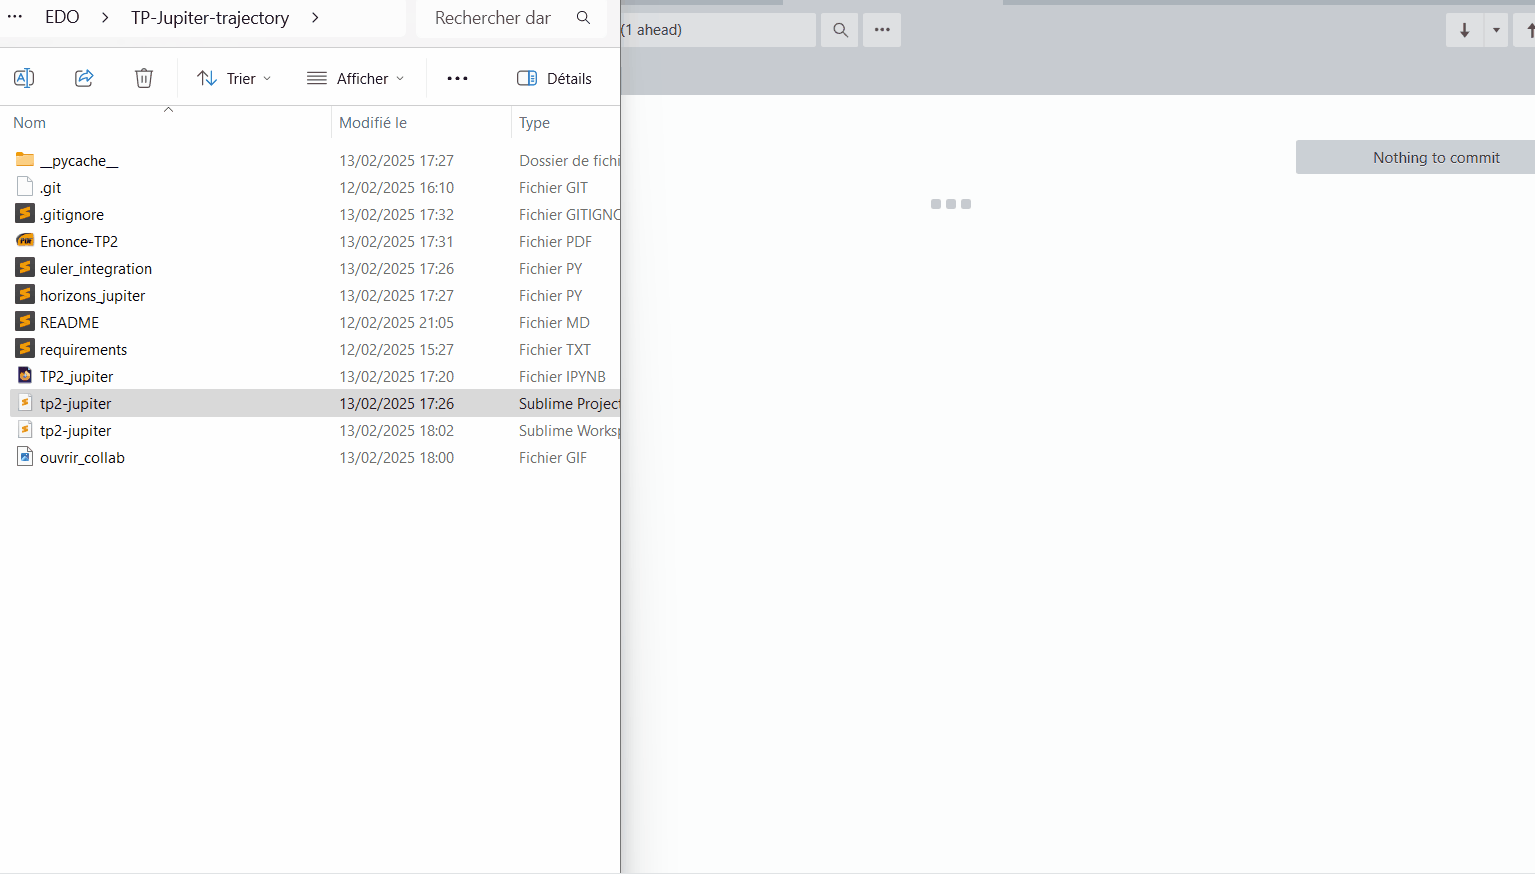 EDO > TP-Jupiter-trajectory >
Rechercher dar
(1 ahead)
Trier
Afficher
Détails
Nom Modifié le Type
__pycache__ 13/02/2025 17:27 Dossier de fichi
.git 12/02/2025 16:10 Fichier GIT
.gitignore 13/02/2025 17:32 Fichier GITIGNO
Enonce-TP2 13/02/2025 17:31 Fichier PDF
euler_integration 13/02/2025 17:26 Fichier PY
horizons_jupiter 13/02/2025 17:27 Fichier PY
README 12/02/2025 21:05 Fichier MD
requirements 12/02/2025 15:27 Fichier TXT
TP2_jupiter 13/02/2025 17:20 Fichier IPYNB
tp2-jupiter 13/02/2025 17:26 Sublime Project
tp2-jupiter 13/02/2025 18:02 Sublime Worksp
ouvrir_collab 13/02/2025 18:00 Fichier GIF
Nothing to commit